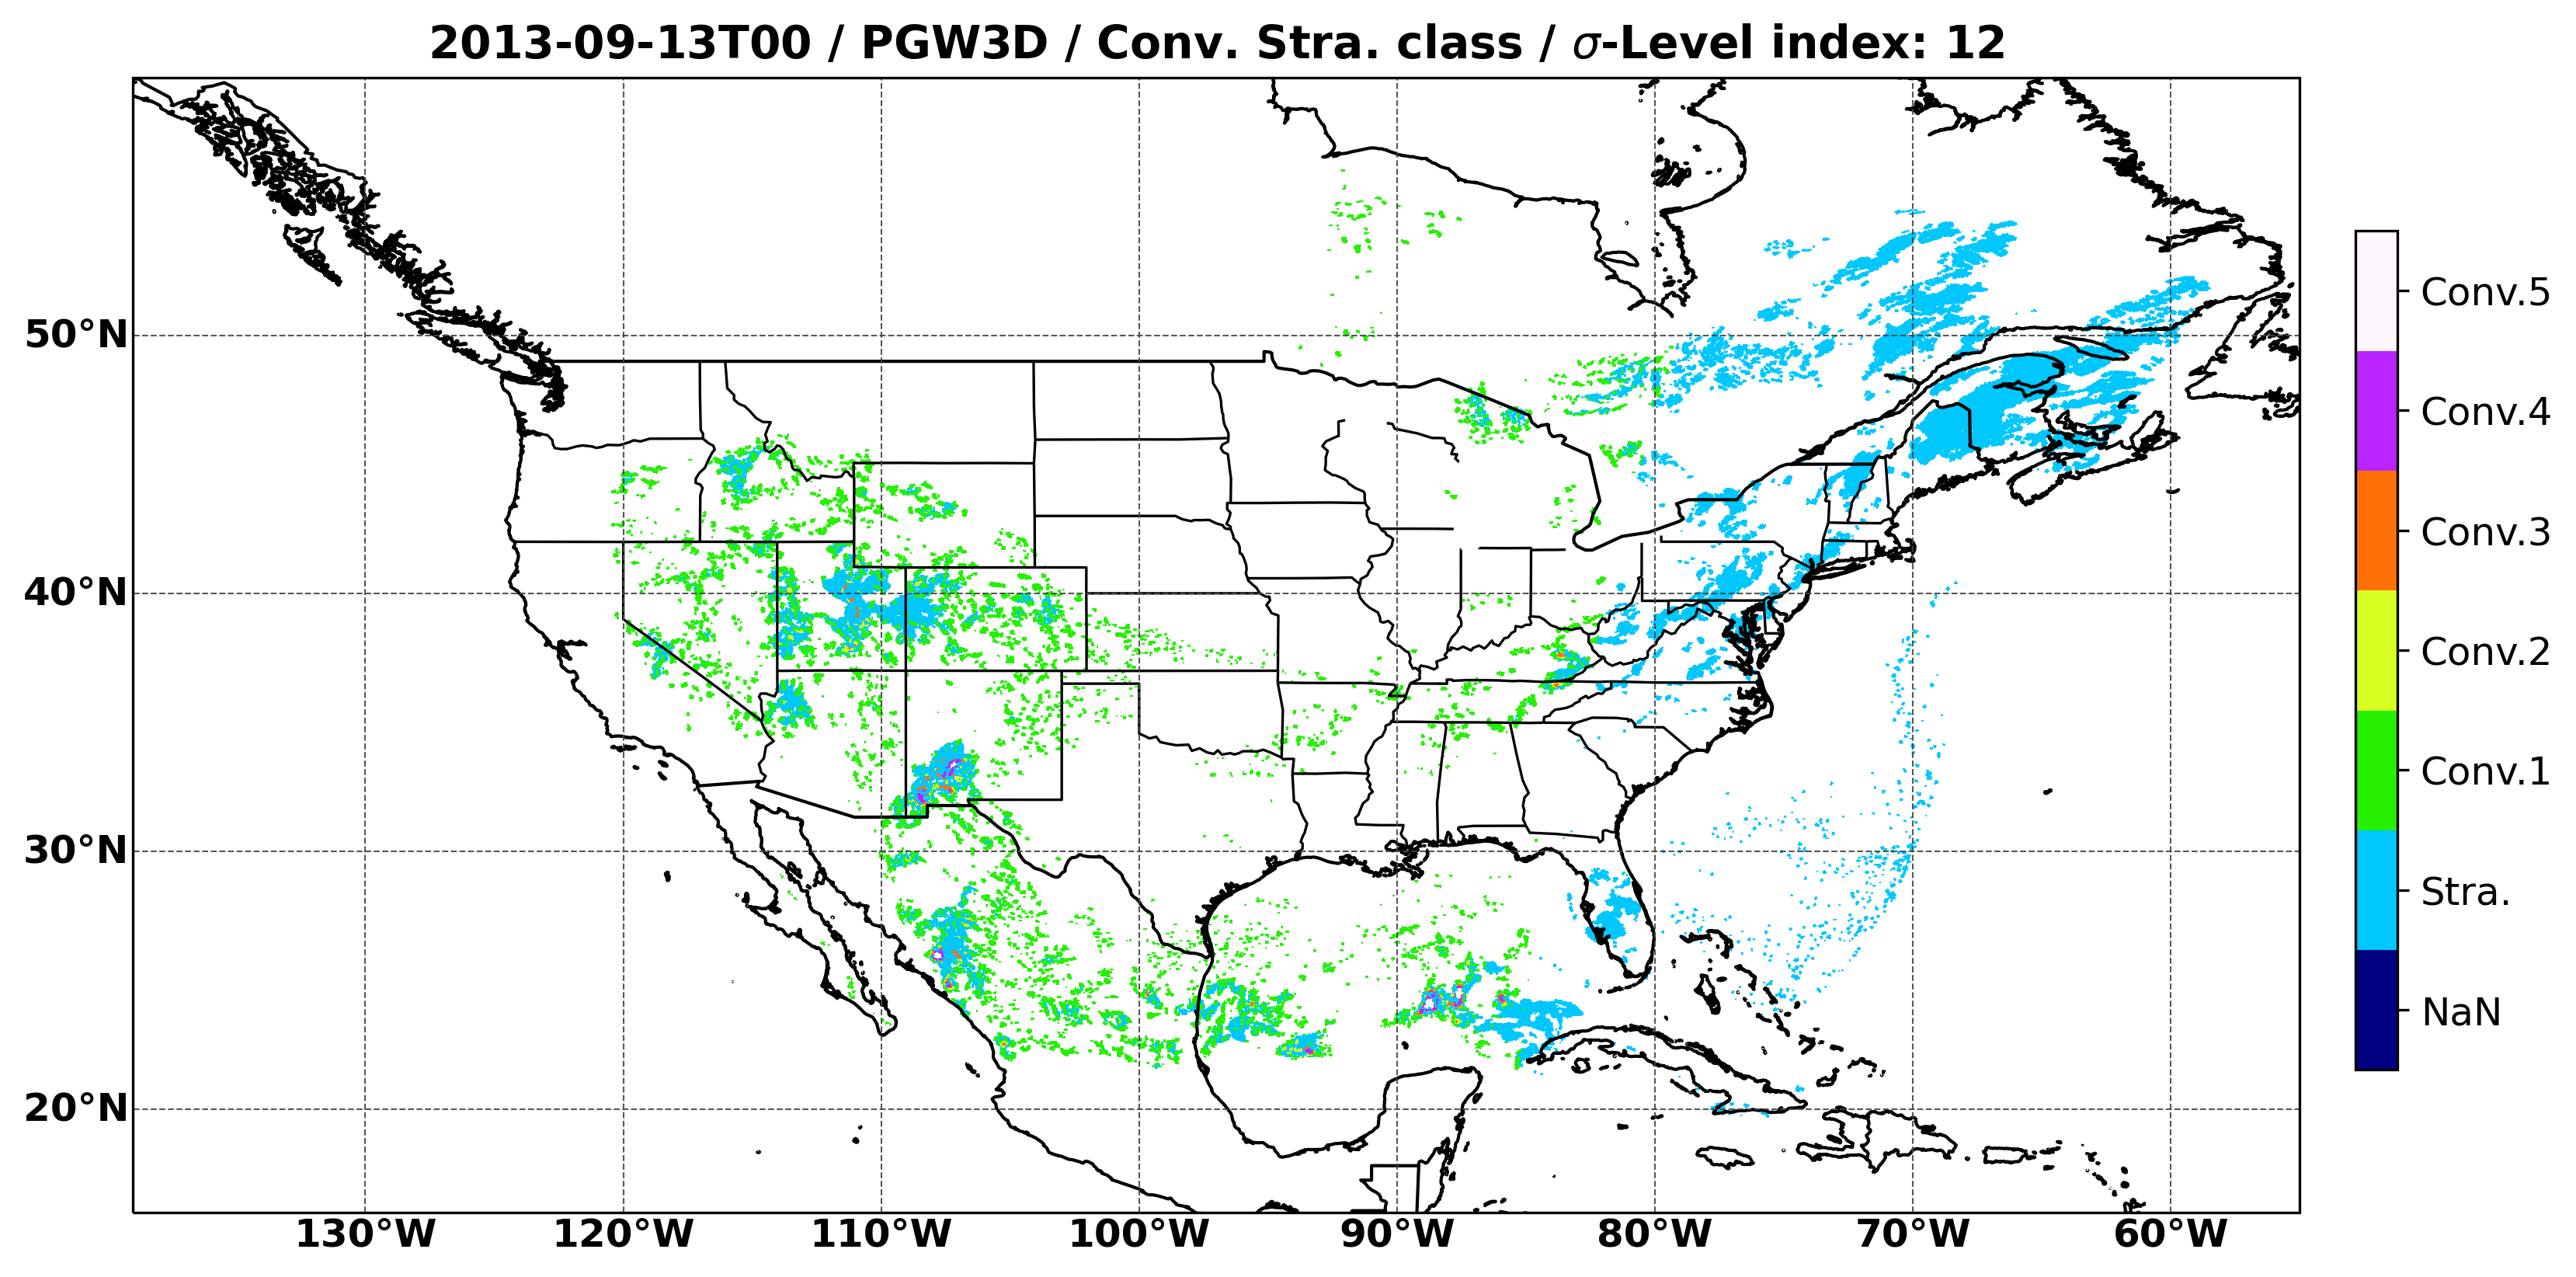 2013-09-13T00 / PGW3D / Conv. Stra. class / σ-Level index: 12
50°N
40°N
30°N
20°N
130°W 120°W 110°W 100°W 90°W 80°W 70°W 60°W
Conv.5
Conv.4
Conv.3
Conv.2
Conv.1
Stra.
NaN